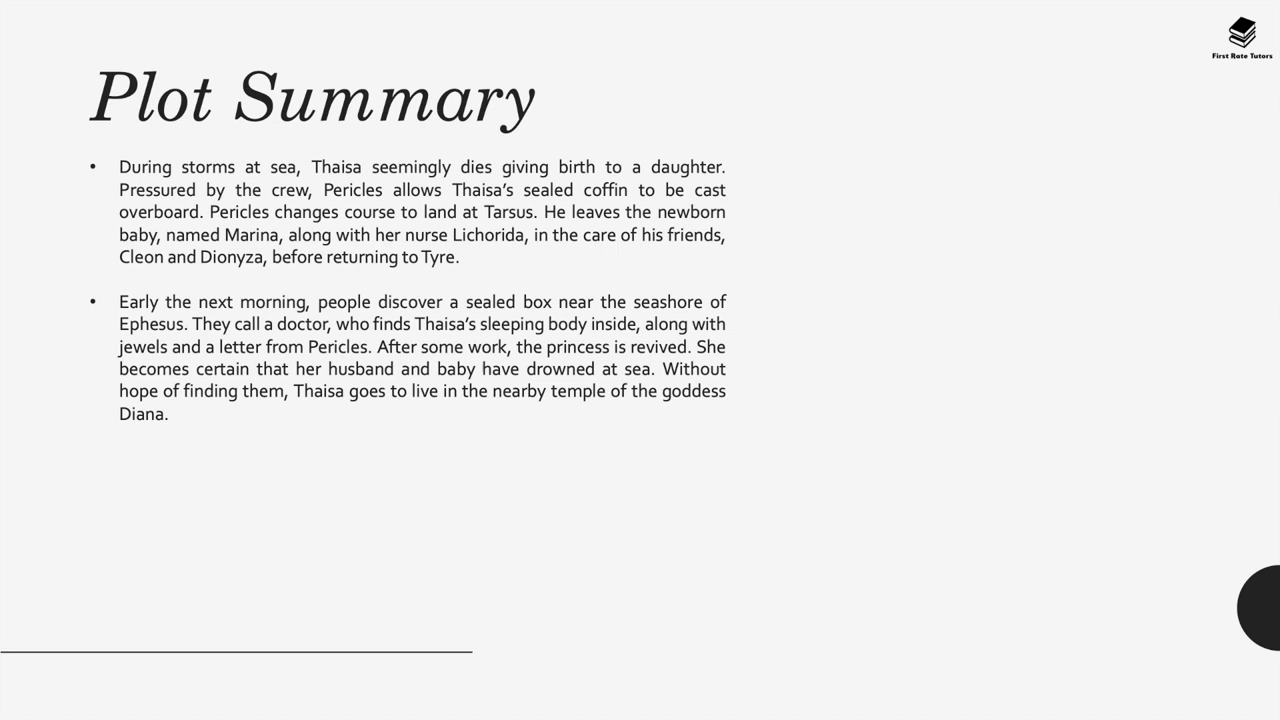 First Rate Tutors
Plot Summary
• During storms at sea, Thaisa seemingly dies giving birth to a daughter.
Pressured by the crew, Pericles allows Thaisa’s sealed coffin to be cast
overboard. Pericles changes course to land at Tarsus. He leaves the newborn
baby, named Marina, along with her nurse Lichorida, in the care of his friends,
Cleon and Dionyza, before returning to Tyre.
• Early the next morning, people discover a sealed box near the seashore of
Ephesus. They call a doctor, who finds Thaisa’s sleeping body inside, along with
jewels and a letter from Pericles. After some work, the princess is revived. She
becomes certain that her husband and baby have drowned at sea. Without
hope of finding them, Thaisa goes to live in the nearby temple of the goddess
Diana.